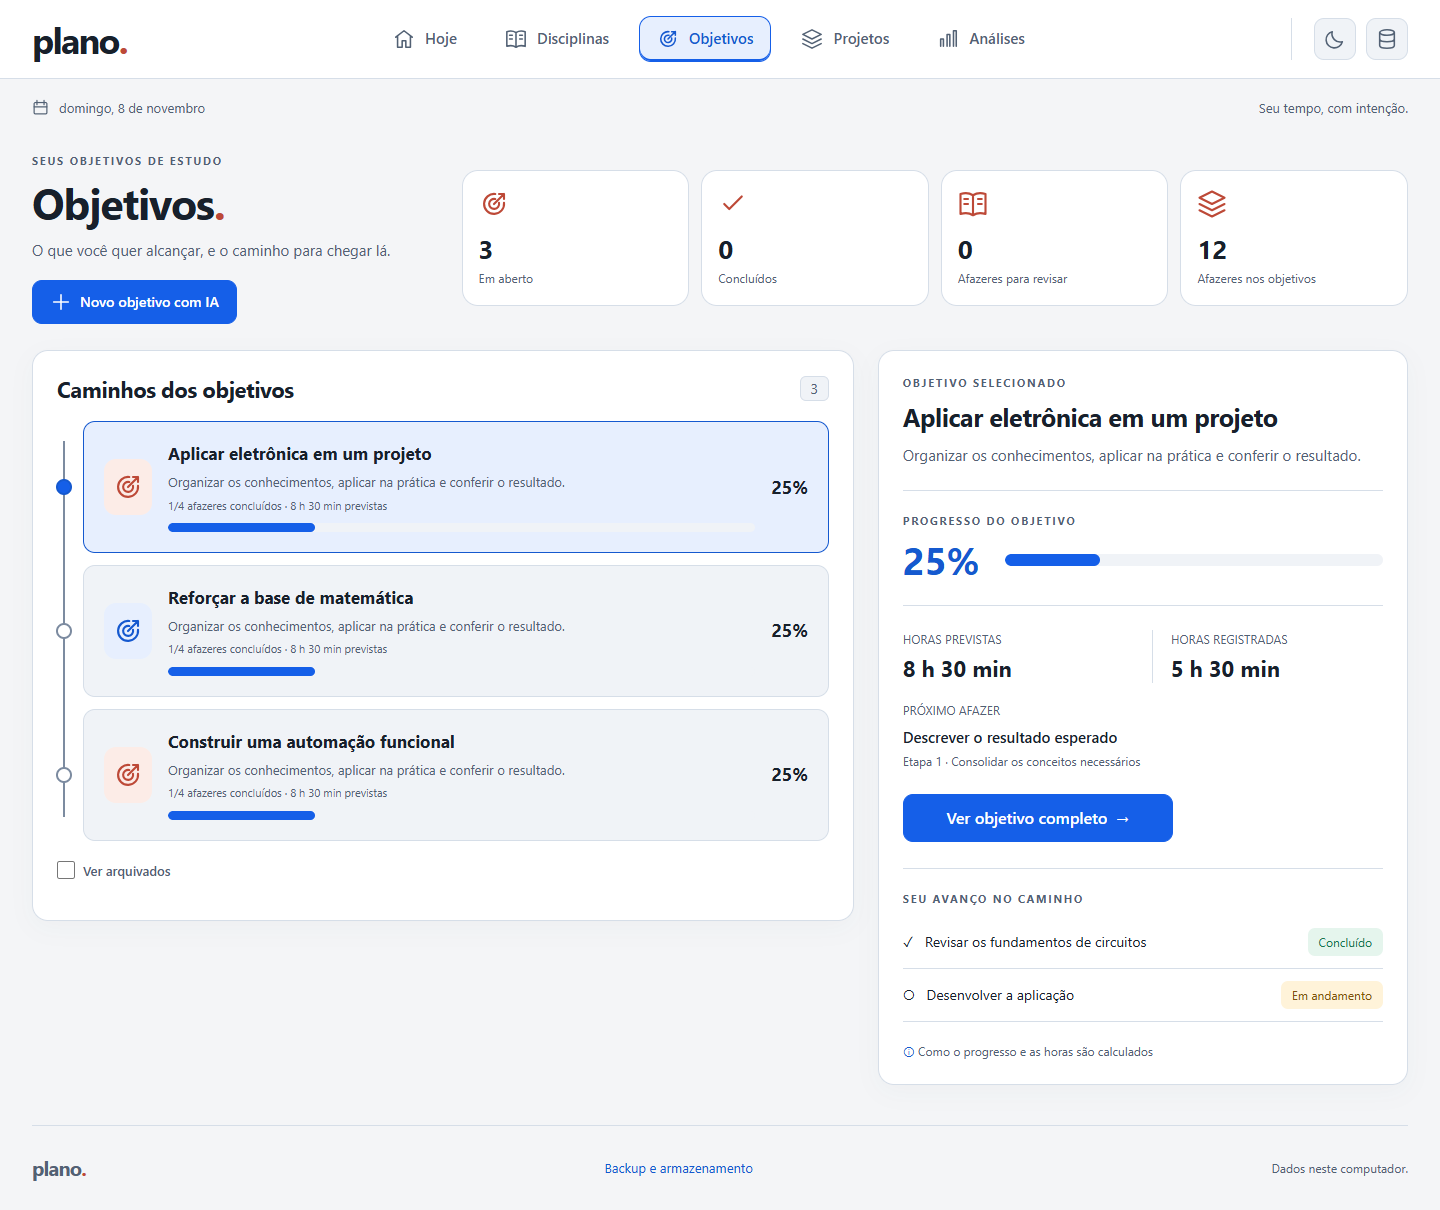 plano.
Hoje
Disciplinas
Objetivos
Projetos
Análises
domingo, 8 de novembro
Seu tempo, com intenção.
SEUS OBJETIVOS DE ESTUDO
Objetivos.
O que você quer alcançar, e o caminho para chegar lá.
Novo objetivo com IA
3
Em aberto
0
Concluídos
0
Afazeres para revisar
12
Afazeres nos objetivos
Caminhos dos objetivos
3
Aplicar eletrônica em um projeto
Organizar os conhecimentos, aplicar na prática e conferir o resultado.
1/4 afazeres concluídos · 8 h 30 min previstas
25%
Reforçar a base de matemática
Organizar os conhecimentos, aplicar na prática e conferir o resultado.
1/4 afazeres concluídos · 8 h 30 min previstas
25%
Construir uma automação funcional
Organizar os conhecimentos, aplicar na prática e conferir o resultado.
1/4 afazeres concluídos · 8 h 30 min previstas
25%
Ver arquivados
OBJETIVO SELECIONADO
Aplicar eletrônica em um projeto
Organizar os conhecimentos, aplicar na prática e conferir o resultado.
PROGRESSO DO OBJETIVO
25%
HORAS PREVISTAS
8 h 30 min
HORAS REGISTRADAS
5 h 30 min
PRÓXIMO AFAZER
Descrever o resultado esperado
Etapa 1 · Consolidar os conceitos necessários
Ver objetivo completo →
SEU AVANÇO NO CAMINHO
✓ Revisar os fundamentos de circuitos
Concluído
○ Desenvolver a aplicação
Em andamento
ⓘ Como o progresso e as horas são calculados
plano.
Backup e armazenamento
Dados neste computador.